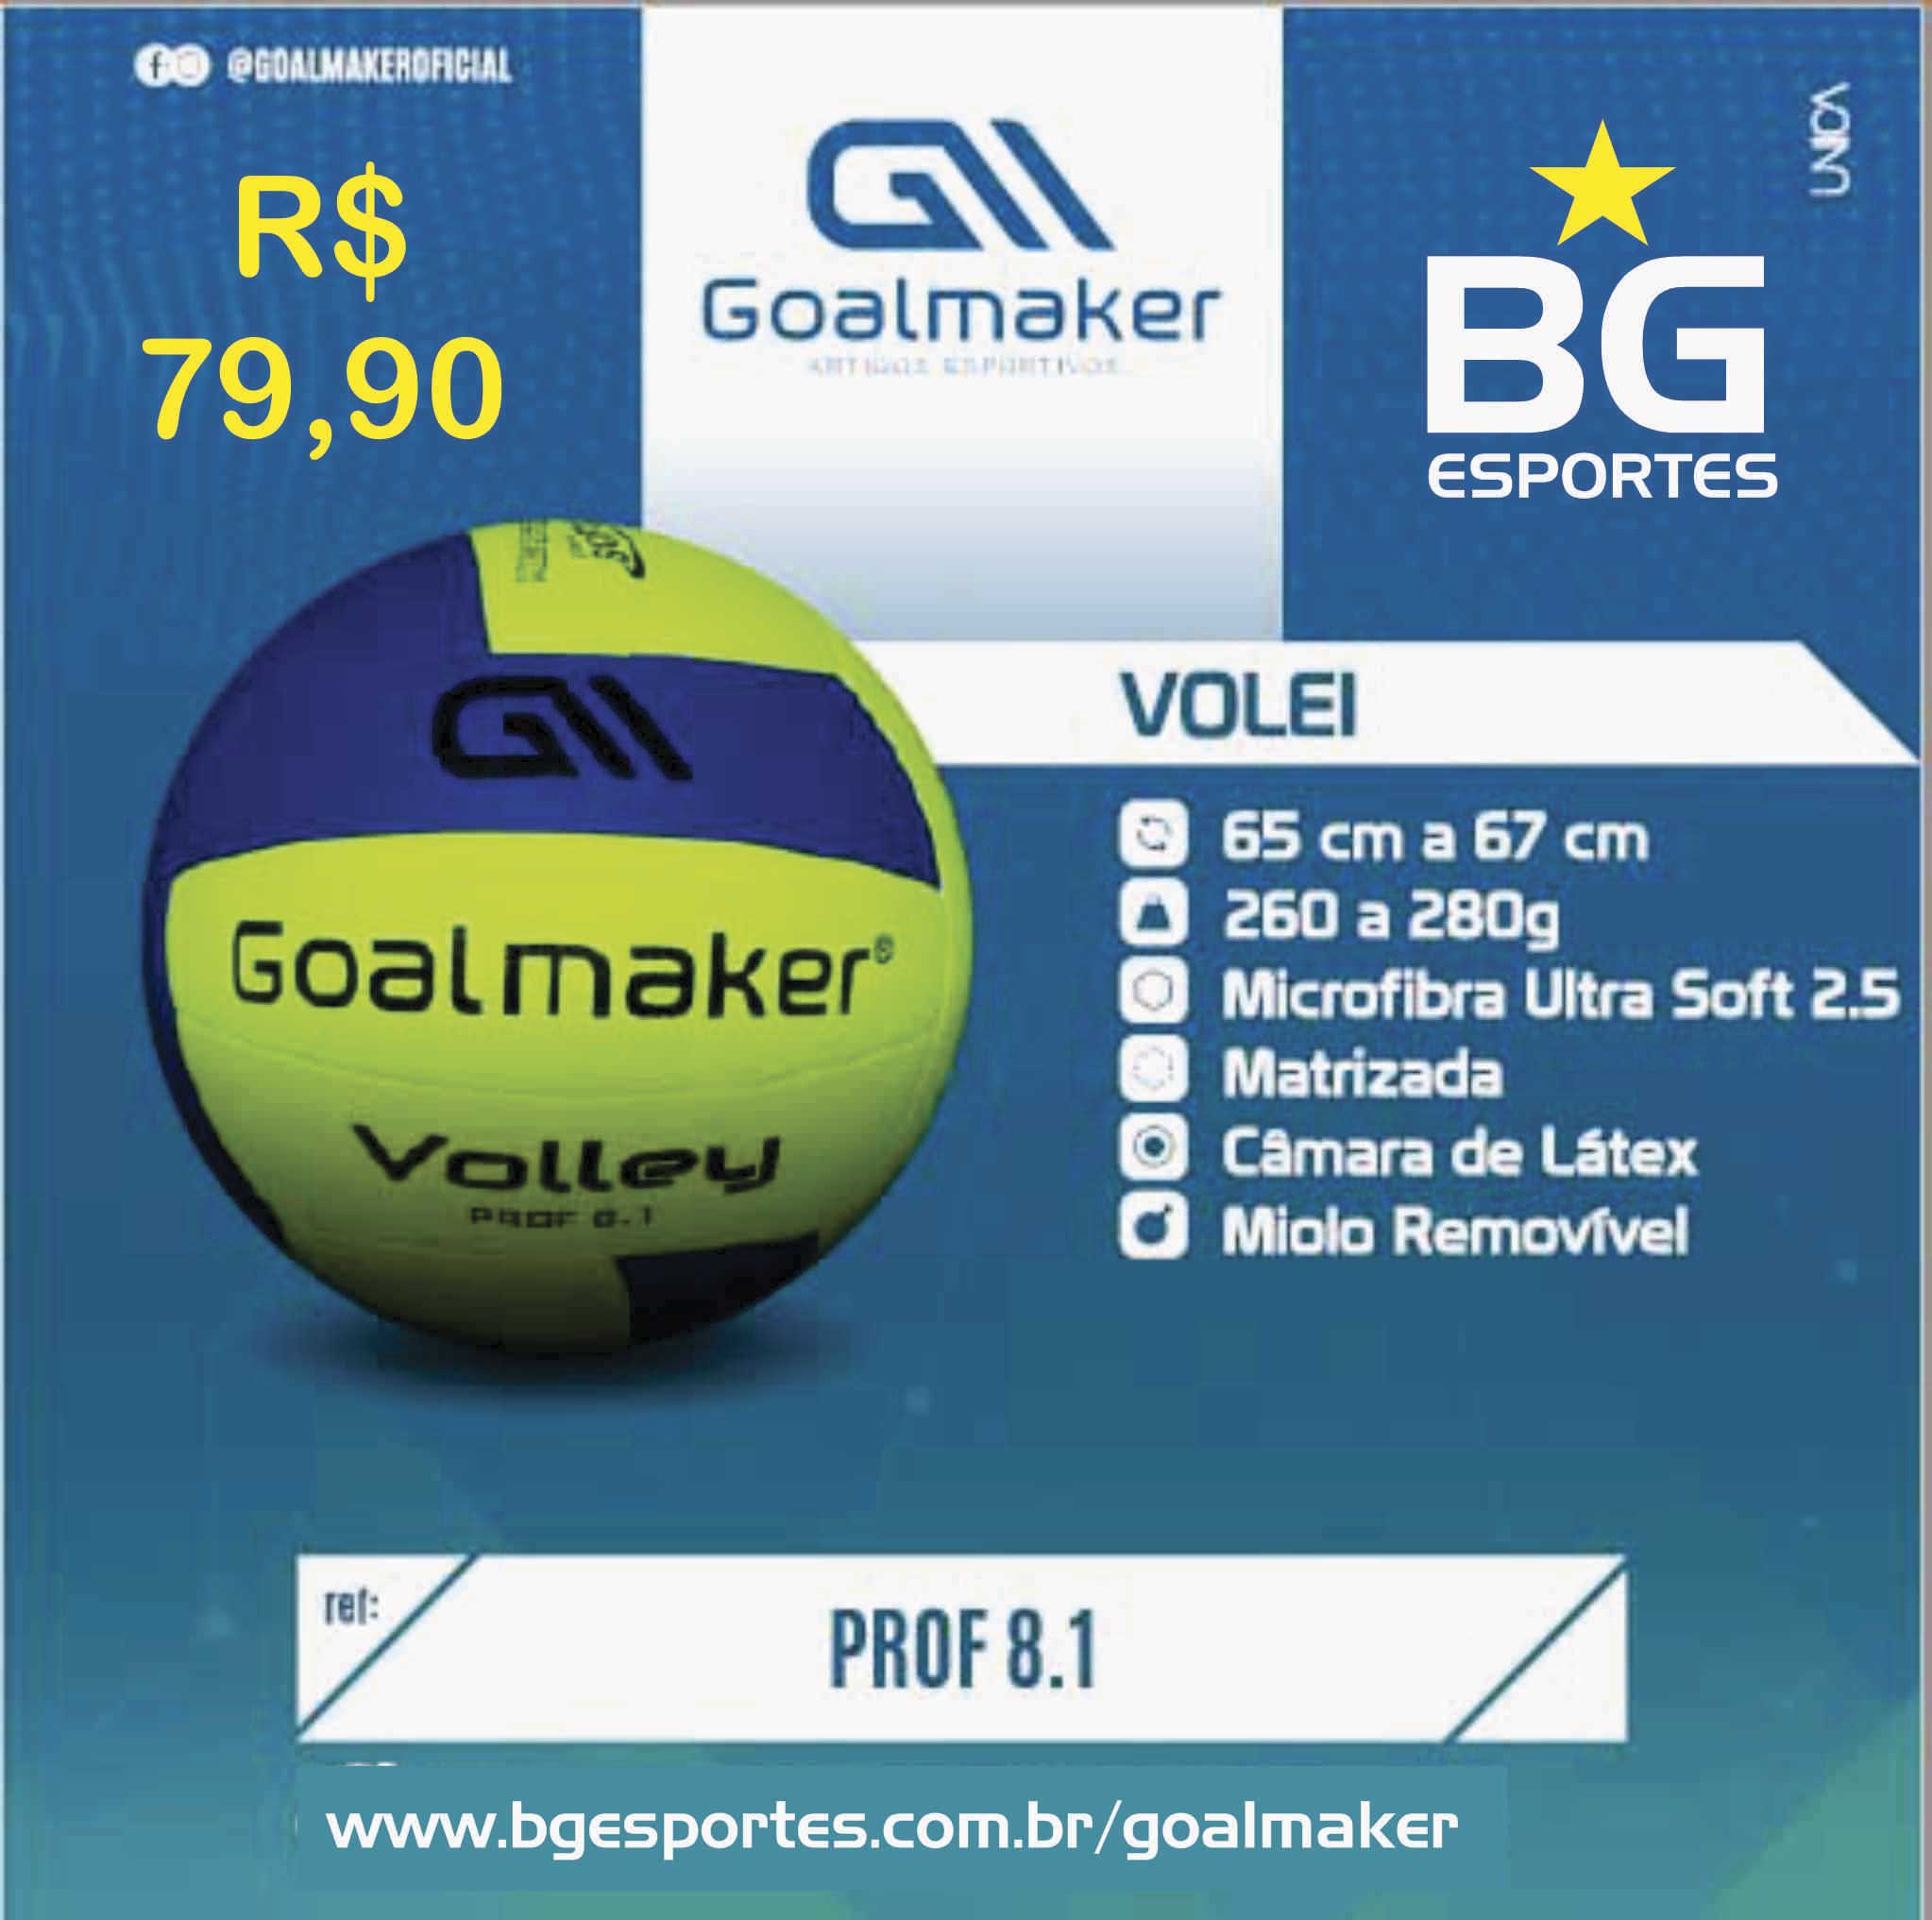 @GOALMAKEROFICIAL
R$
79,90
Goalmaker
ARTIGOS ESPORTIVOS
BG
ESPORTES
VOLEI
65 cm a 67 cm
260 a 280g
Microfibra Ultra Soft 2.5
Matrizada
Câmara de Látex
Miolo Removível
Goalmaker®
Volley
PROF 8.1
ref:
PROF 8.1
www.bgesportes.com.br/goalmaker